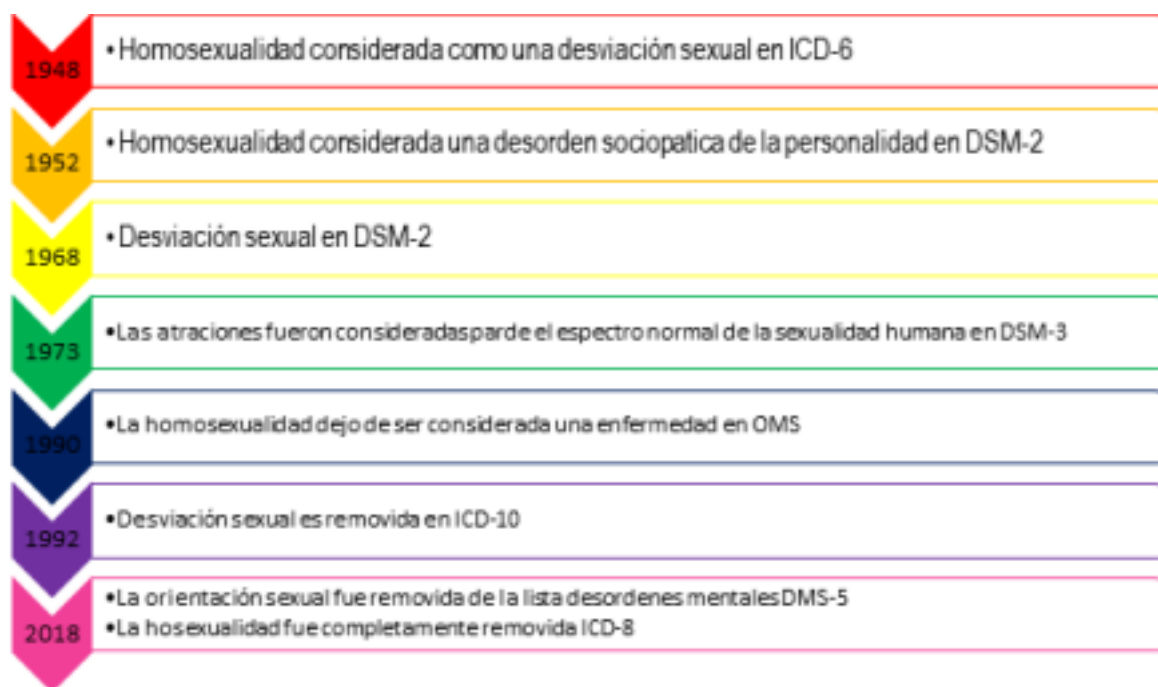 1948
• Homosexualidad considerada como una desviación sexual en ICD-6
1952
• Homosexualidad considerada una desorden sociopatica de la personalidad en DSM-2
1968
• Desviación sexual en DSM-2
1973
•Las atraciones fueron consideradas parde el espectro normal de la sexualidad humana en DSM-3
1990
•La homosexualidad dejo de ser considerada una enfermedad en OMS
1992
•Desviación sexual es removida en ICD-10
2018
•La orientación sexual fue removida de la lista desordenes mentales DMS-5
•La hosexualidad fue completamente removida ICD-8